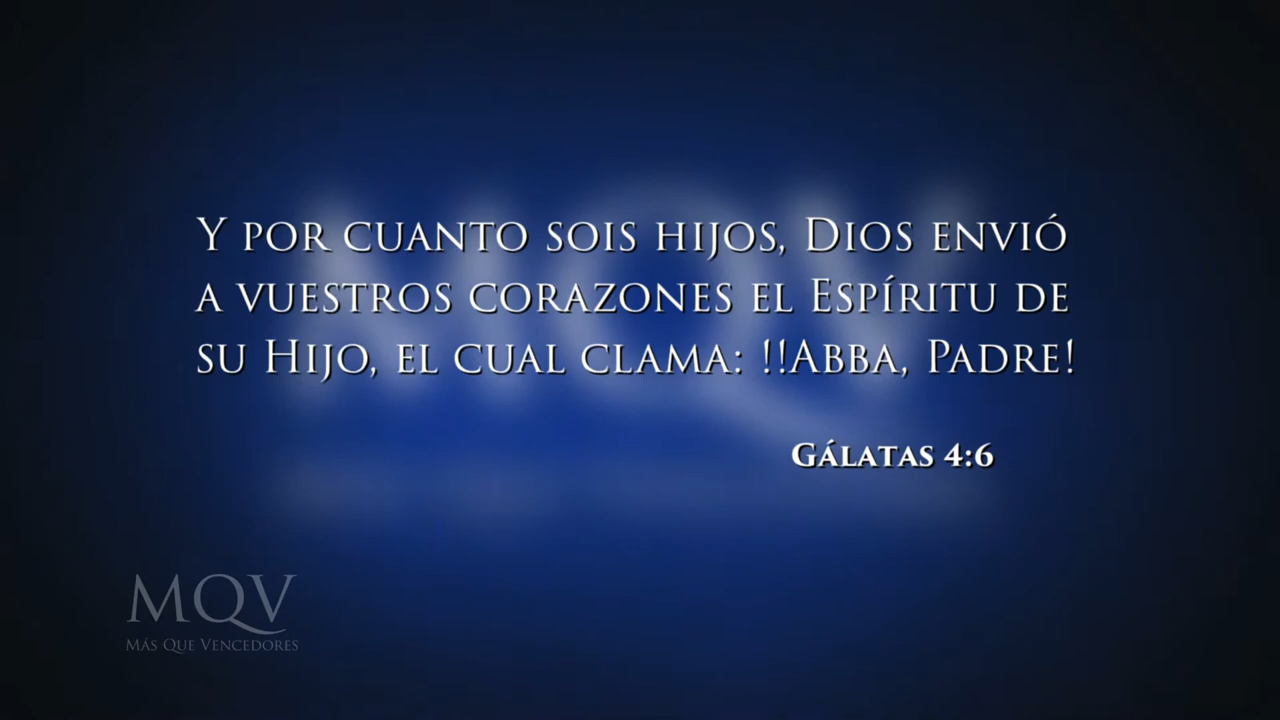 Y por cuanto sois hijos, Dios envió
a vuestros corazones el Espíritu de
su Hijo, el cual clama: !!Abba, Padre!
Gálatas 4:6
MQV
Más Que Vencedores